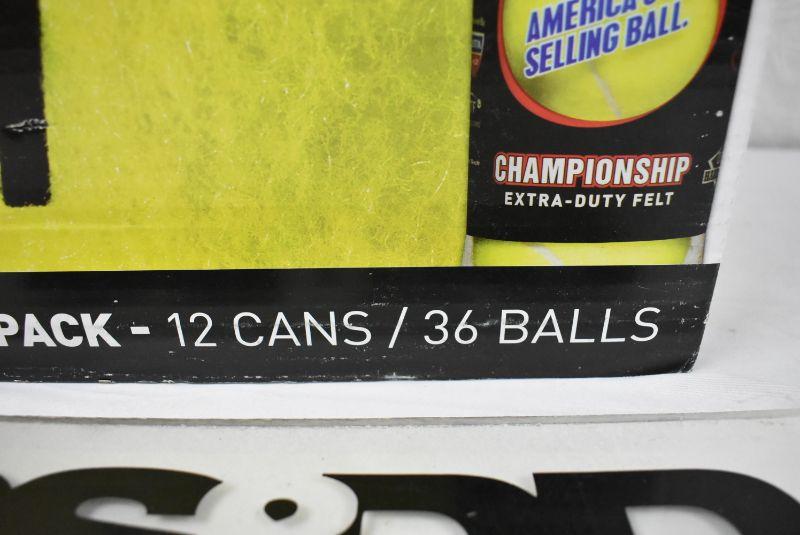 AMERICA'S
SELLING BALL.
CHAMPIONSHIP
EXTRA-DUTY FELT
PACK - 12 CANS / 36 BALLS